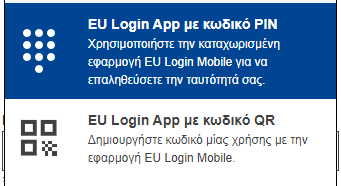 EU Login App με κωδικό PIN
Χρησιμοποιήστε την καταχωρισμένη
εφαρμογή EU Login Mobile για να
επαληθεύσετε την ταυτότητά σας.
EU Login App με κωδικό QR
Δημιουργήστε κωδικό μίας χρήσης με την
εφαρμογή EU Login Mobile.